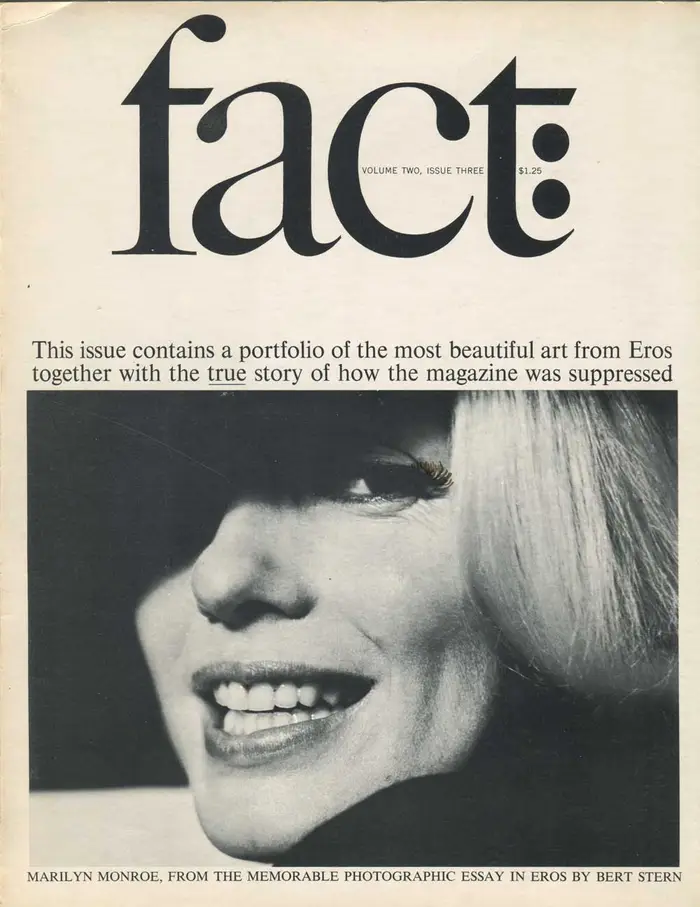 fact:
VOLUME TWO, ISSUE THREE $1.25
This issue contains a portfolio of the most beautiful art from Eros
together with the true story of how the magazine was suppressed
MARILYN MONROE, FROM THE MEMORABLE PHOTOGRAPHIC ESSAY IN EROS BY BERT STERN